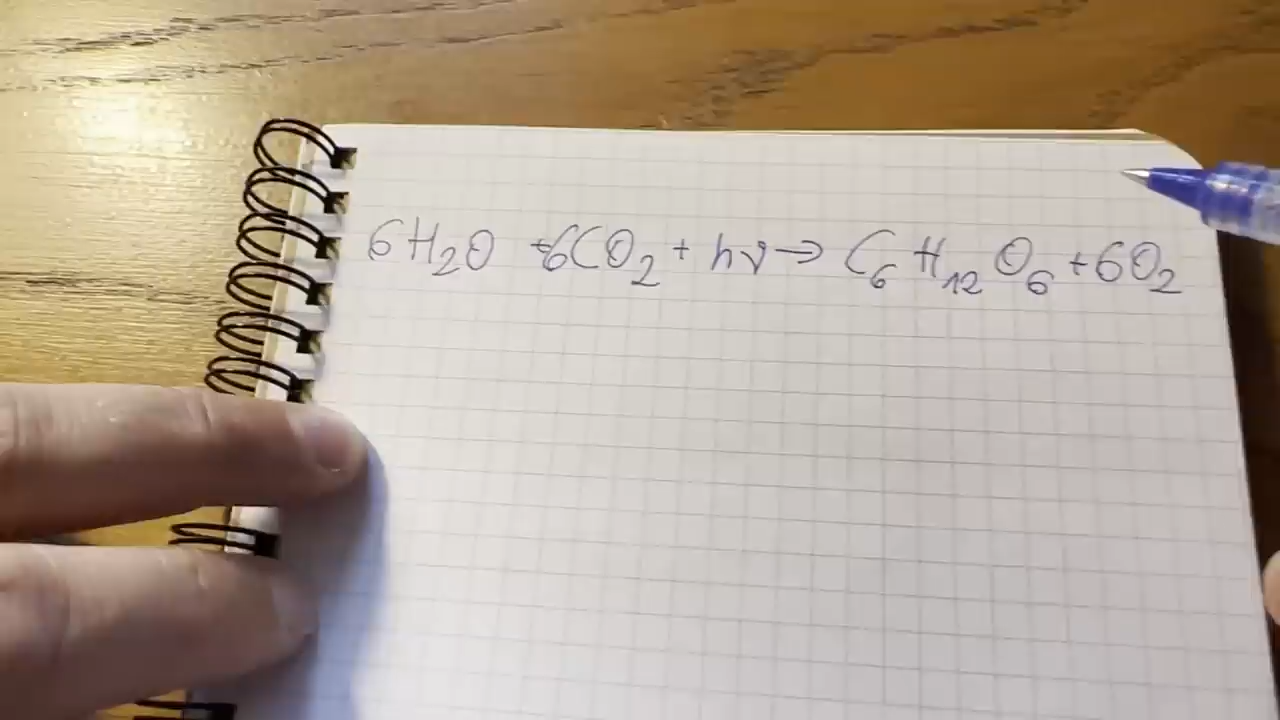 6H₂O +6CO₂ + hν → C₆H₁₂O₆ +6O₂